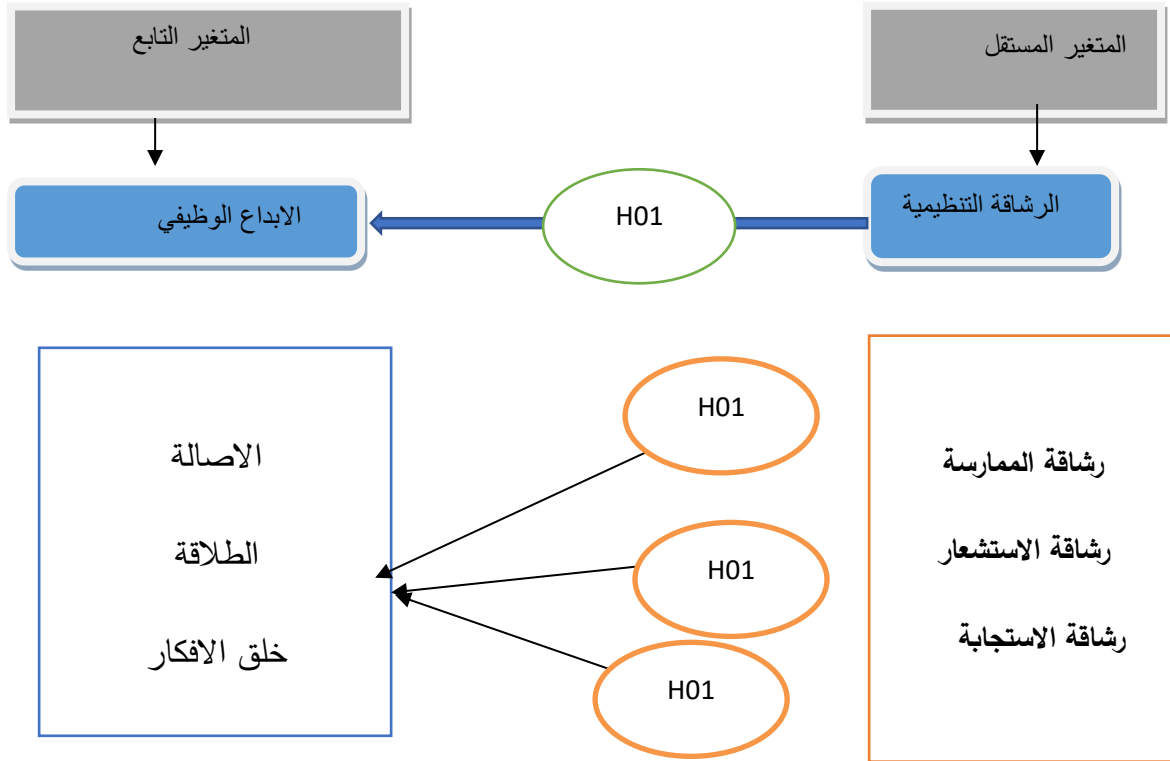 المتغير المستقل
المتغير التابع
الرشاقة التنظيمية
H01
الابداع الوظيفي
رشاقة الممارسة
رشاقة الاستشعار
رشاقة الاستجابة
H01
H01
H01
الاصالة
الطلاقة
خلق الافكار